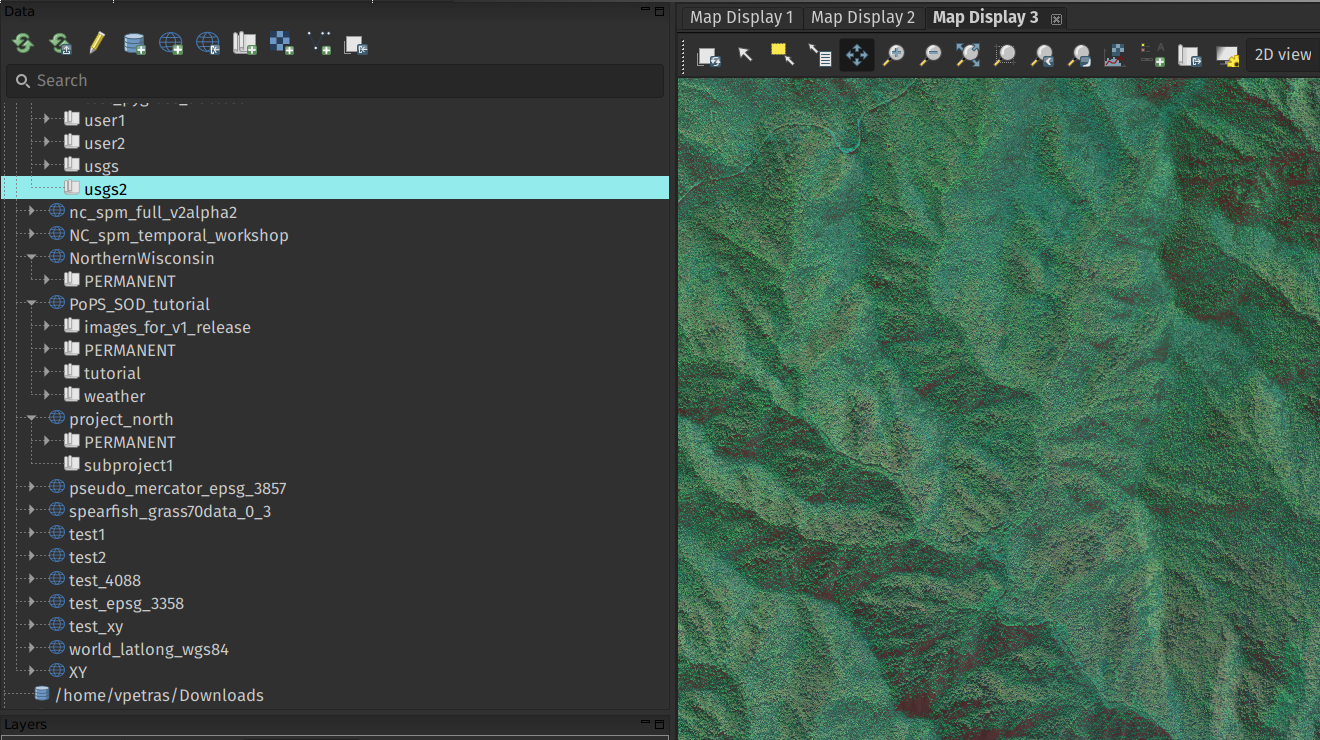 Data
Search
user1
user2
usgs
usgs2
nc_spm_full_v2alpha2
NC_spm_temporal_workshop
NorthernWisconsin
PERMANENT
PoPS_SOD_tutorial
images_for_v1_release
PERMANENT
tutorial
weather
project_north
PERMANENT
subproject1
pseudo_mercator_epsg_3857
spearfish_grass70data_0_3
test1
test2
test_4088
test_epsg_3358
test_xy
world_latlong_wgs84
XY
/home/vpetras/Downloads
Layers
Map Display 1 Map Display 2 Map Display 3
2D view